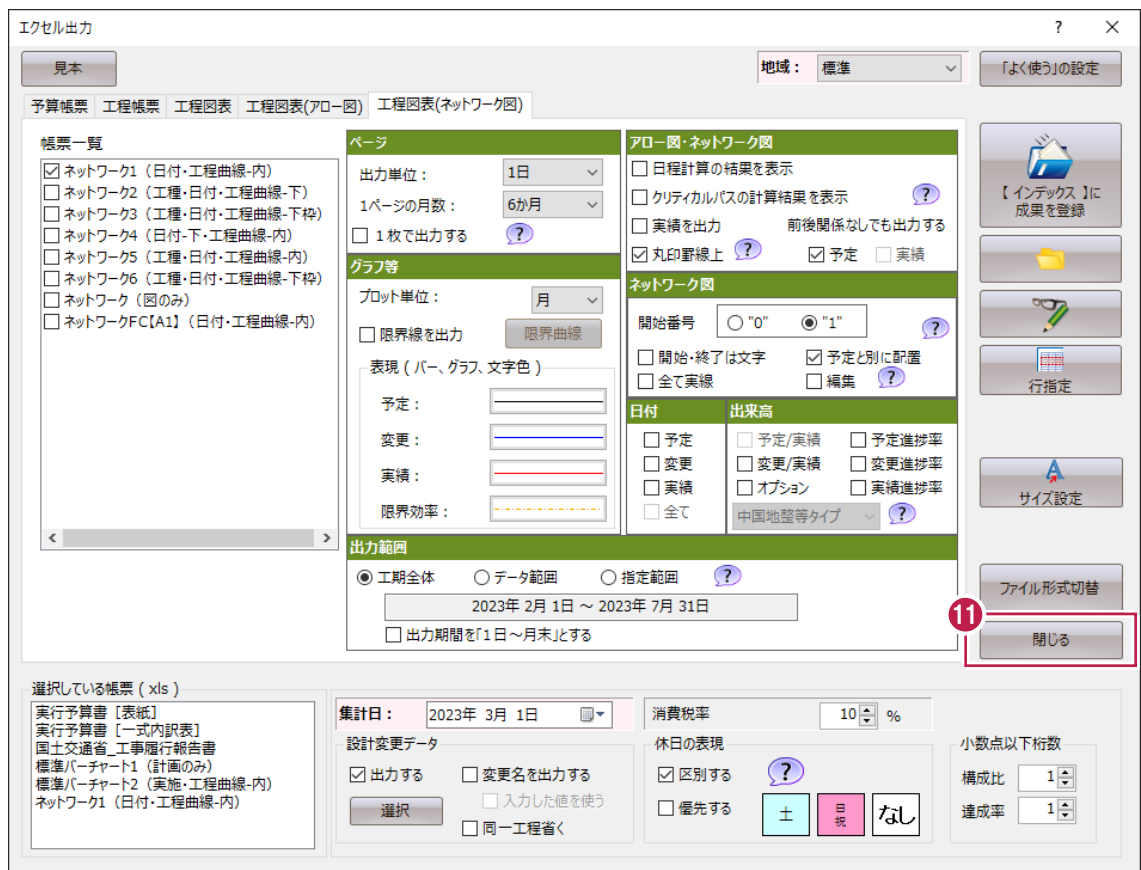 エクセル出力
?
見本
地域：
標準
「よく使う」の設定
予算帳票
工程帳票
工程図表
工程図表(アロー図)
工程図表(ネットワーク図)
帳票一覧
ネットワーク1（日付・工程曲線-内）
ネットワーク2（工種・日付・工程曲線-下）
ネットワーク3（工種・日付・工程曲線-下枠）
ネットワーク4（日付-下・工程曲線-内）
ネットワーク5（工種・日付・工程曲線-内）
ネットワーク6（工種・日付・工程曲線-下枠）
ネットワーク（図のみ）
ネットワークFC【A1】（日付・工程曲線-内）
ページ
出力単位：
1日
1ページの月数：
6か月
1枚で出力する
?
グラフ等
プロット単位：
月
限界線を出力
限界曲線
表現 ( バー、グラフ、文字色 )
予定：
変更：
実績：
限界効率：
アロー図・ネットワーク図
日程計算の結果を表示
クリティカルパスの計算結果を表示
?
実績を出力
前後関係なしでも出力する
丸印罫線上
?
予定
実績
ネットワーク図
開始番号
"0"
"1"
?
開始・終了は文字
予定と別に配置
全て実線
編集
?
日付
予定
変更
実績
全て
出来高
予定/実績
予定進捗率
変更/実績
変更進捗率
オプション
実績進捗率
中国地整等タイプ
?
出力範囲
工期全体
データ範囲
指定範囲
?
2023年 2月 1日 ～ 2023年 7月 31日
出力期間を「1日～月末」とする
【 インデックス 】に
成果を登録
行指定
サイズ設定
ファイル形式切替
11
閉じる
選択している帳票 ( xls )
実行予算書［表紙］
実行予算書［一式内訳表］
国土交通省_工事履行報告書
標準バーチャート1（計画のみ）
標準バーチャート2（実施・工程曲線-内）
ネットワーク1（日付・工程曲線-内）
集計日：
2023年 3月 1日
消費税率
10
%
設計変更データ
出力する
変更名を出力する
選択
入力した値を使う
同一工程省く
休日の表現
区別する
?
優先する
土
日
祝
なし
小数点以下桁数
構成比
1
達成率
1